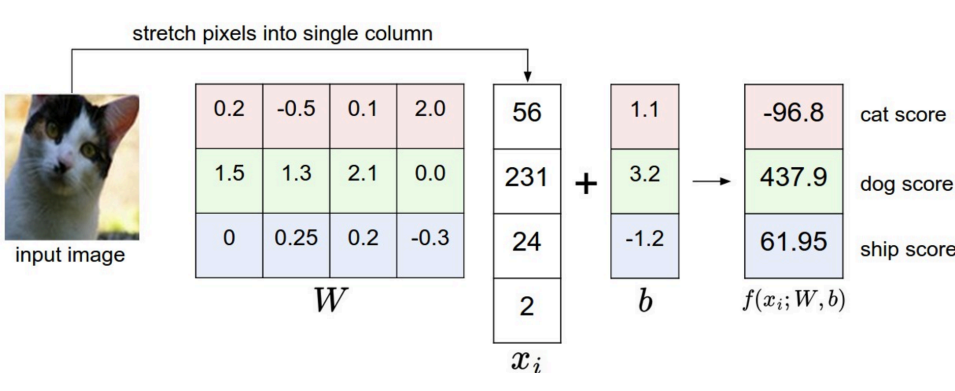 stretch pixels into single column
0.2 -0.5 0.1 2.0 56 1.1 -96.8 cat score
1.5 1.3 2.1 0.0 231 + 3.2 437.9 dog score
0 0.25 0.2 -0.3 24 -1.2 61.95 ship score
input image
W 2 b f(x_i; W, b)
x_i